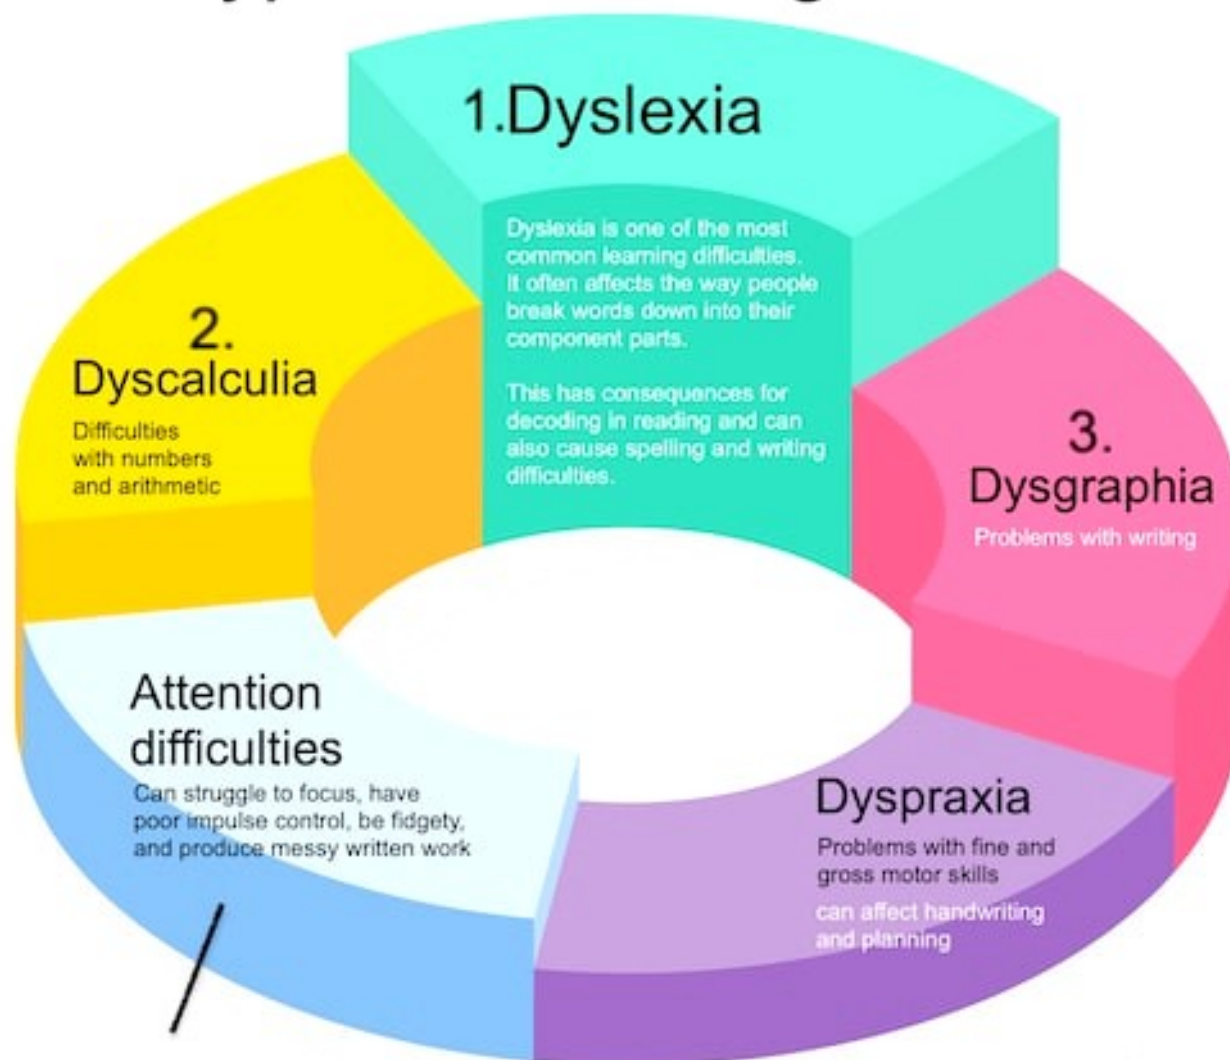 1.Dyslexia
Dyslexia is one of the most
common learning difficulties.
It often affects the way people
break words down into their
component parts.
This has consequences for
decoding in reading and can
also cause spelling and writing
difficulties.
2.
Dyscalculia
Difficulties
with numbers
and arithmetic
3.
Dysgraphia
Problems with writing
Attention
difficulties
Can struggle to focus, have
poor impulse control, be fidgety,
and produce messy written work
Dyspraxia
Problems with fine and
gross motor skills
can affect handwriting
and planning